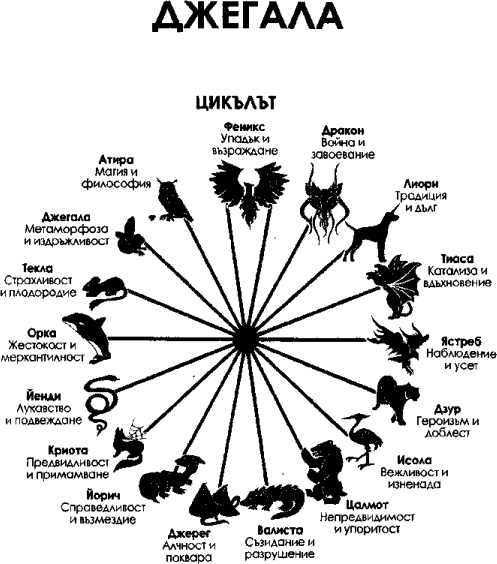 ДЖЕГАЛА
ЦИКЪЛЪТ
Феникс
Упадък и
възраждане
Дракон
Война и
завоевание
Лиорн
Традиция
и дълг
Тиаса
Катализа и
вдъхновение
Ястреб
Наблюдение
и усет
Дзур
Героизъм и
доблест
Исола
Вежливост и
изненада
Цалмот
Непредвидимост
и упоритост
Валиста
Съзидание и
разрушение
Джерег
Алчност и
поквара
Йорич
Справедливост
и възмездие
Криота
Предвидливост
и примамване
Йенди
Лукавство
и подвеждане
Орка
Жестокост и
меркантилност
Текла
Страхливост
и плодородие
Джегала
Метаморфоза
и издръжливост
Атира
Магия и
философия